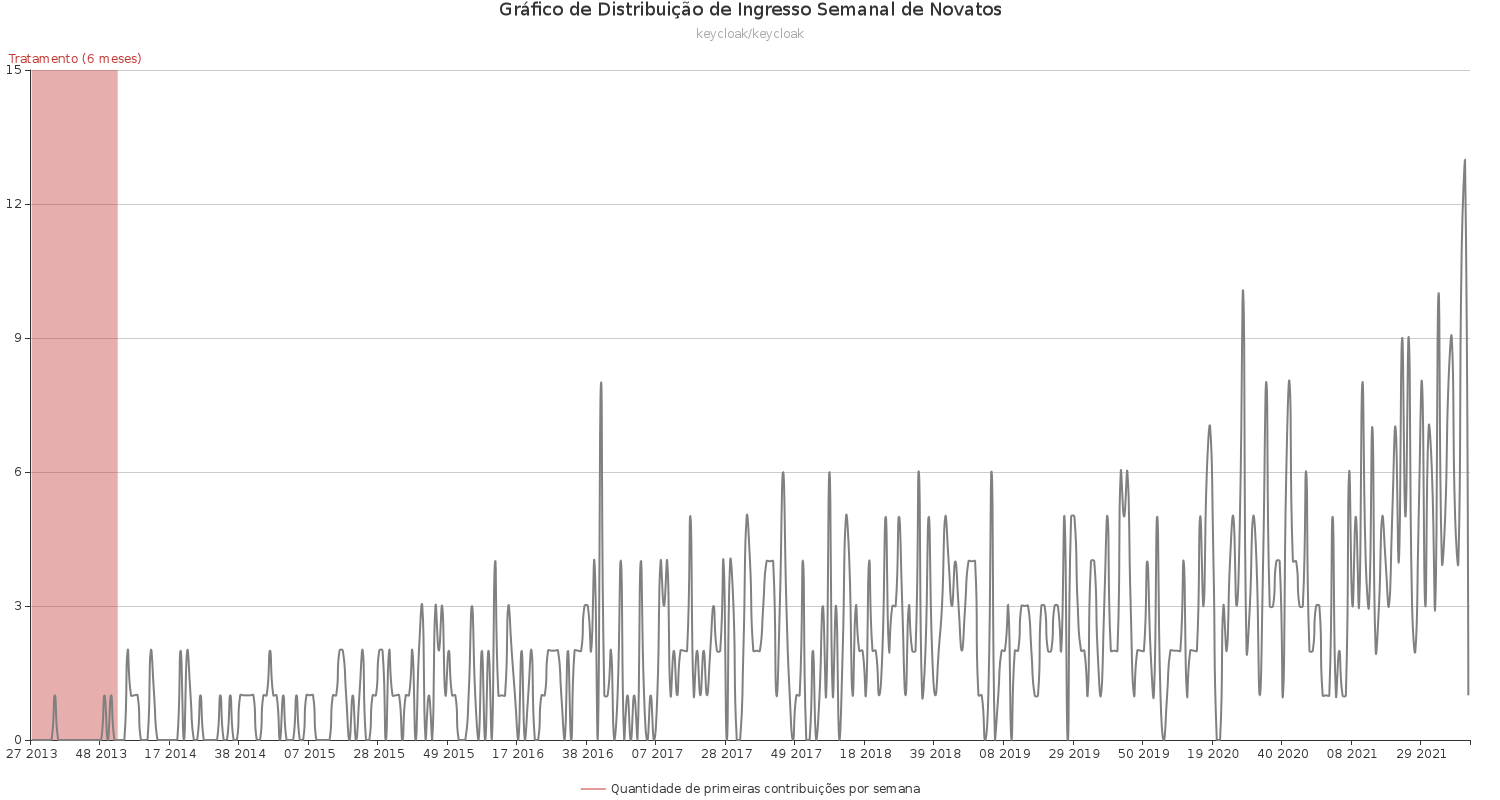 Gráfico de Distribuição de Ingresso Semanal de Novatos
keycloak/keycloak
Tratamento (6 meses)
15
12
9
6
3
0
27 2013 48 2013 17 2014 38 2014 07 2015 28 2015 49 2015 17 2016 38 2016 07 2017 28 2017 49 2017 18 2018 39 2018 08 2019 29 2019 50 2019 19 2020 40 2020 08 2021 29 2021
Quantidade de primeiras contribuições por semana